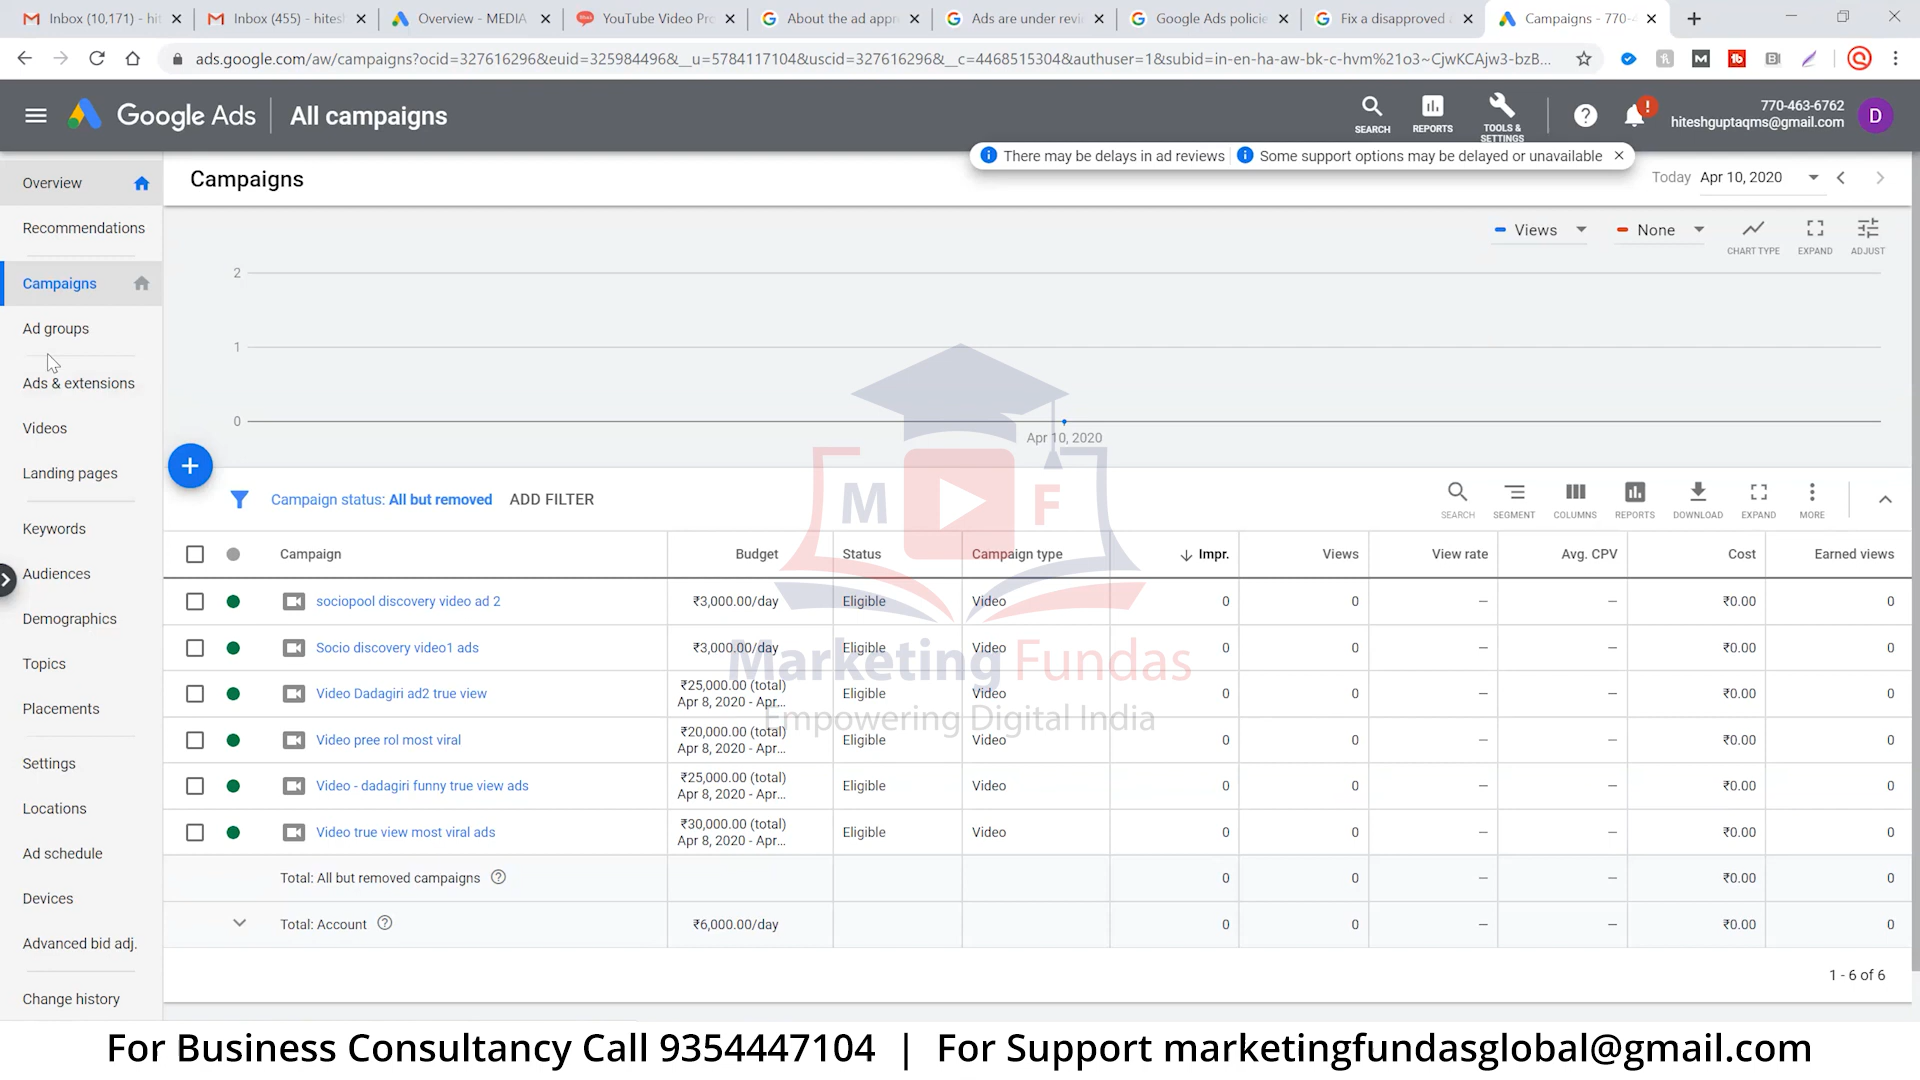 Inbox (10,171) - hit
Inbox (455) - hitesh
Overview - MEDIA
YouTube Video Pro
About the ad appr
Ads are under revi
Google Ads policie
Fix a disapproved
Campaigns - 770-
ads.google.com/aw/campaigns?ocid=327616296&euid=325984496&__u=5784117104&uscid=327616296&__c=4468515304&authuser=1&subid=in-en-ha-aw-bk-c-hvm%21o3~CjwKCAjw3-bzB...
Google Ads
All campaigns
SEARCH
REPORTS
TOOLS &
SETTINGS
770-463-6762
hiteshguptaqms@gmail.com
D
There may be delays in ad reviews
Some support options may be delayed or unavailable
Overview
Recommendations
Campaigns
Ad groups
Ads & extensions
Videos
Landing pages
Keywords
Audiences
Demographics
Topics
Placements
Settings
Locations
Ad schedule
Devices
Advanced bid adj.
Change history
Campaigns
Today Apr 10, 2020
Views
None
CHART TYPE
EXPAND
ADJUST
2
1
0
Apr 10, 2020
Campaign status: All but removed
ADD FILTER
SEARCH
SEGMENT
COLUMNS
REPORTS
DOWNLOAD
EXPAND
MORE
Campaign Budget Status Campaign type Impr. Views View rate Avg. CPV Cost Earned views
sociopool discovery video ad 2 ₹3,000.00/day Eligible Video 0 0 – – ₹0.00 0
Socio discovery video1 ads ₹3,000.00/day Eligible Video 0 0 – – ₹0.00 0
Video Dadagiri ad2 true view ₹25,000.00 (total) Eligible Video 0 0 – – ₹0.00 0
Apr 8, 2020 - Apr...
Video pree rol most viral ₹20,000.00 (total) Eligible Video 0 0 – – ₹0.00 0
Apr 8, 2020 - Apr...
Video - dadagiri funny true view ads ₹25,000.00 (total) Eligible Video 0 0 – – ₹0.00 0
Apr 8, 2020 - Apr...
Video true view most viral ads ₹30,000.00 (total) Eligible Video 0 0 – – ₹0.00 0
Apr 8, 2020 - Apr...
Total: All but removed campaigns 0 0 – – ₹0.00 0
Total: Account ₹6,000.00/day 0 0 – – ₹0.00 0
1 - 6 of 6
M F
Marketing Fundas
Empowering Digital India
For Business Consultancy Call 9354447104 | For Support marketingfundasglobal@gmail.com